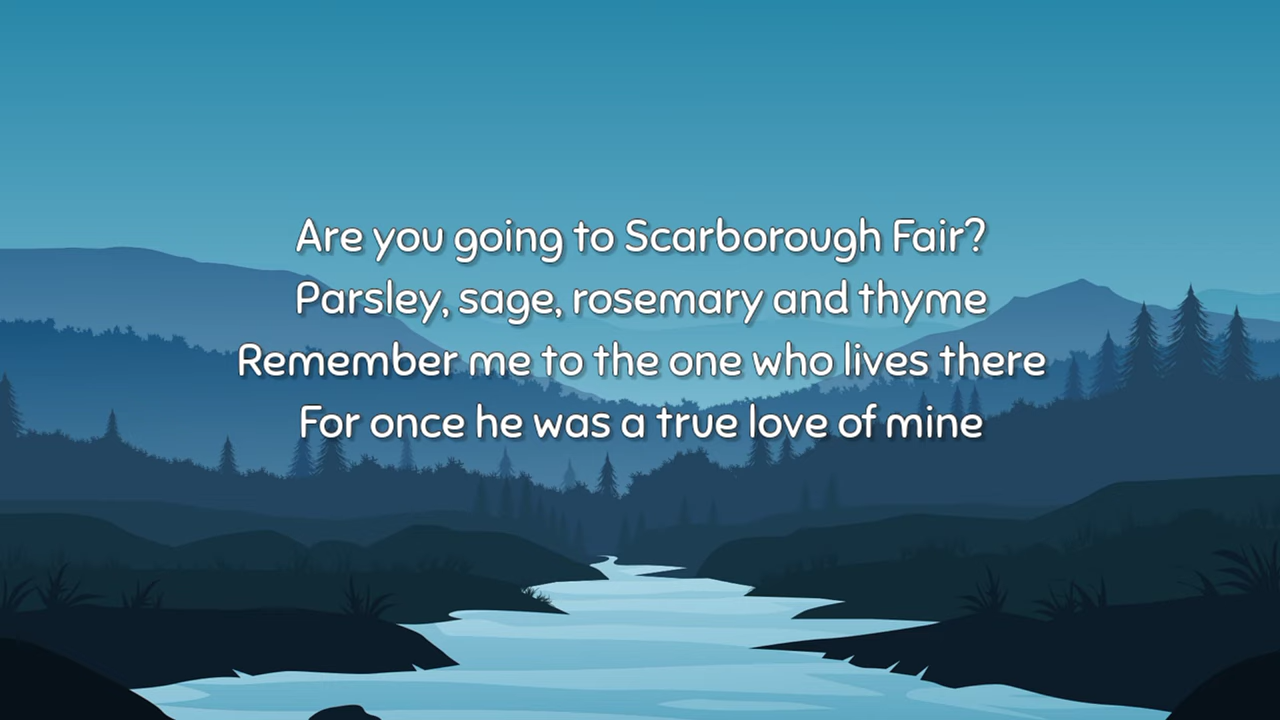 Are you going to Scarborough Fair?
Parsley, sage, rosemary and thyme
Remember me to the one who lives there
For once he was a true love of mine